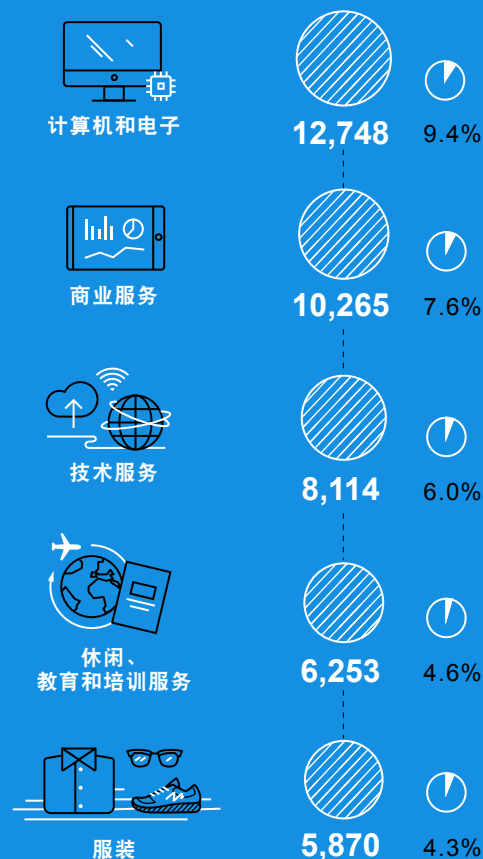 计算机和电子
12,748
9.4%
商业服务
10,265
7.6%
技术服务
8,114
6.0%
休闲、
教育和培训服务
6,253
4.6%
服装
5,870
4.3%